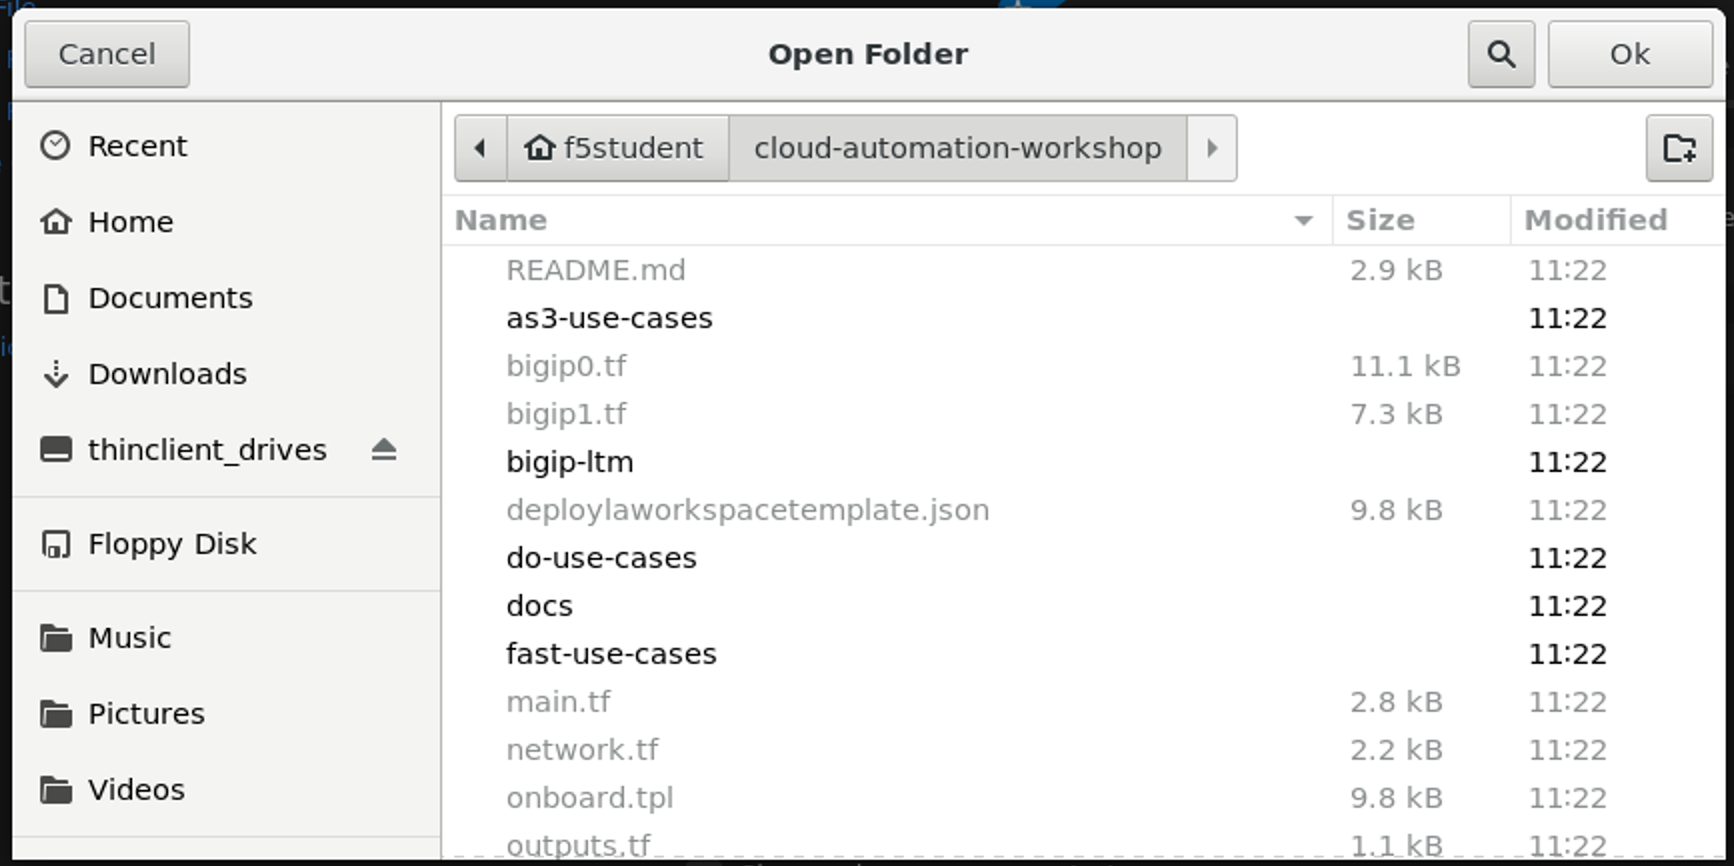 Cancel Open Folder Ok
f5student cloud-automation-workshop
Recent
Home
Documents
Downloads
thinclient_drives
Floppy Disk
Music
Pictures
Videos
Name Size Modified
README.md 2.9 kB 11:22
as3-use-cases 11:22
bigip0.tf 11.1 kB 11:22
bigip1.tf 7.3 kB 11:22
bigip-ltm 11:22
deploylaworkspacetemplate.json 9.8 kB 11:22
do-use-cases 11:22
docs 11:22
fast-use-cases 11:22
main.tf 2.8 kB 11:22
network.tf 2.2 kB 11:22
onboard.tpl 9.8 kB 11:22
outputs.tf 1.1 kB 11:22